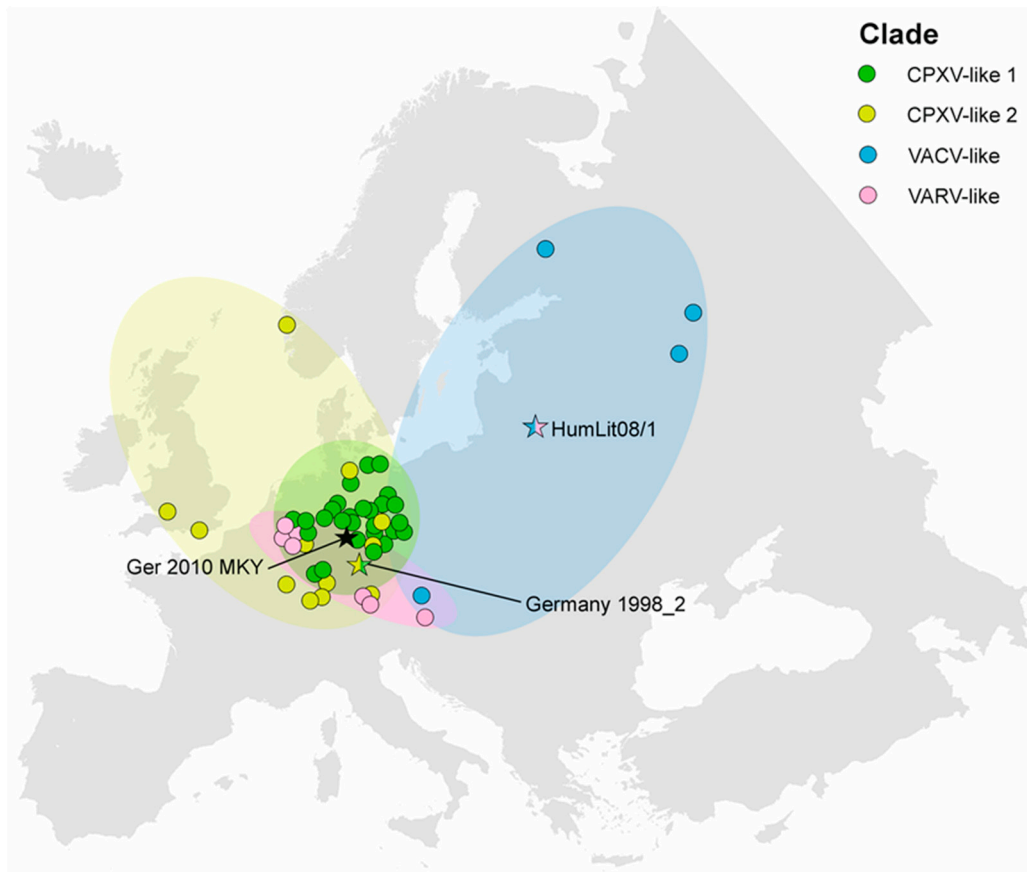 Clade
CPXV-like 1
CPXV-like 2
VACV-like
VARV-like
HumLit08/1
Ger 2010 MKY
Germany 1998_2